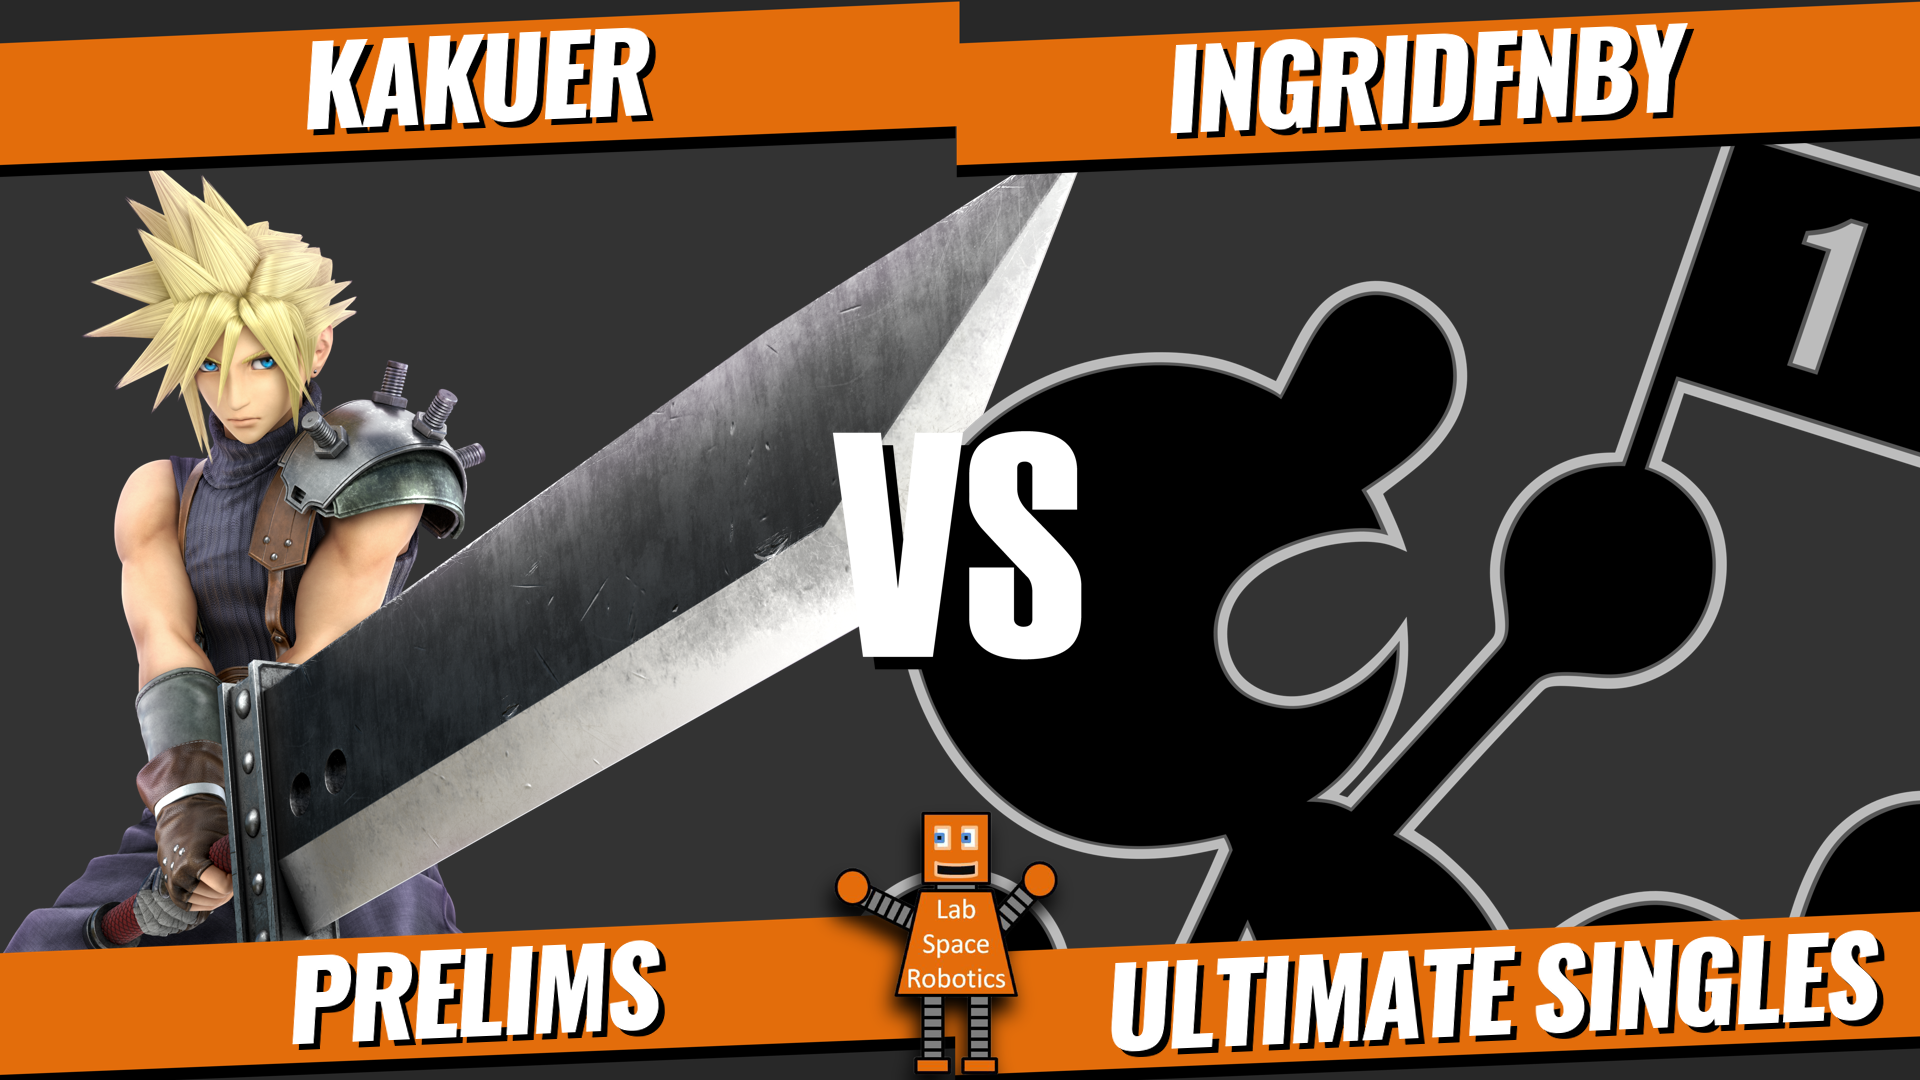 KAKUER
INGRIDFNBY
1
VS
Lab
Space
Robotics
PRELIMS
ULTIMATE SINGLES